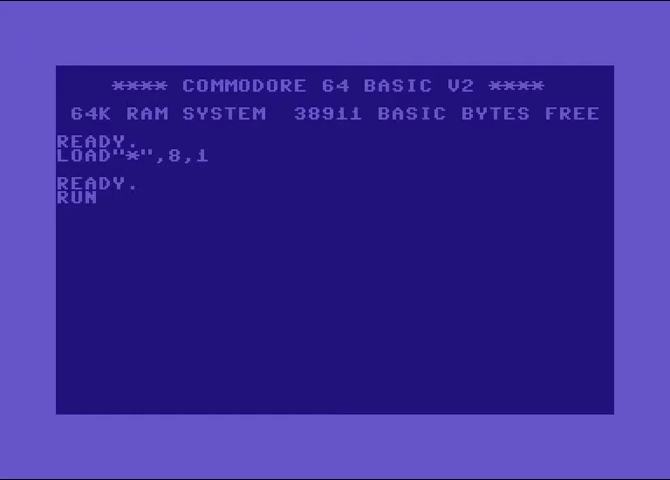 **** COMMODORE 64 BASIC V2 ****
64K RAM SYSTEM  38911 BASIC BYTES FREE
READY.
LOAD"*",8,1
READY.
RUN